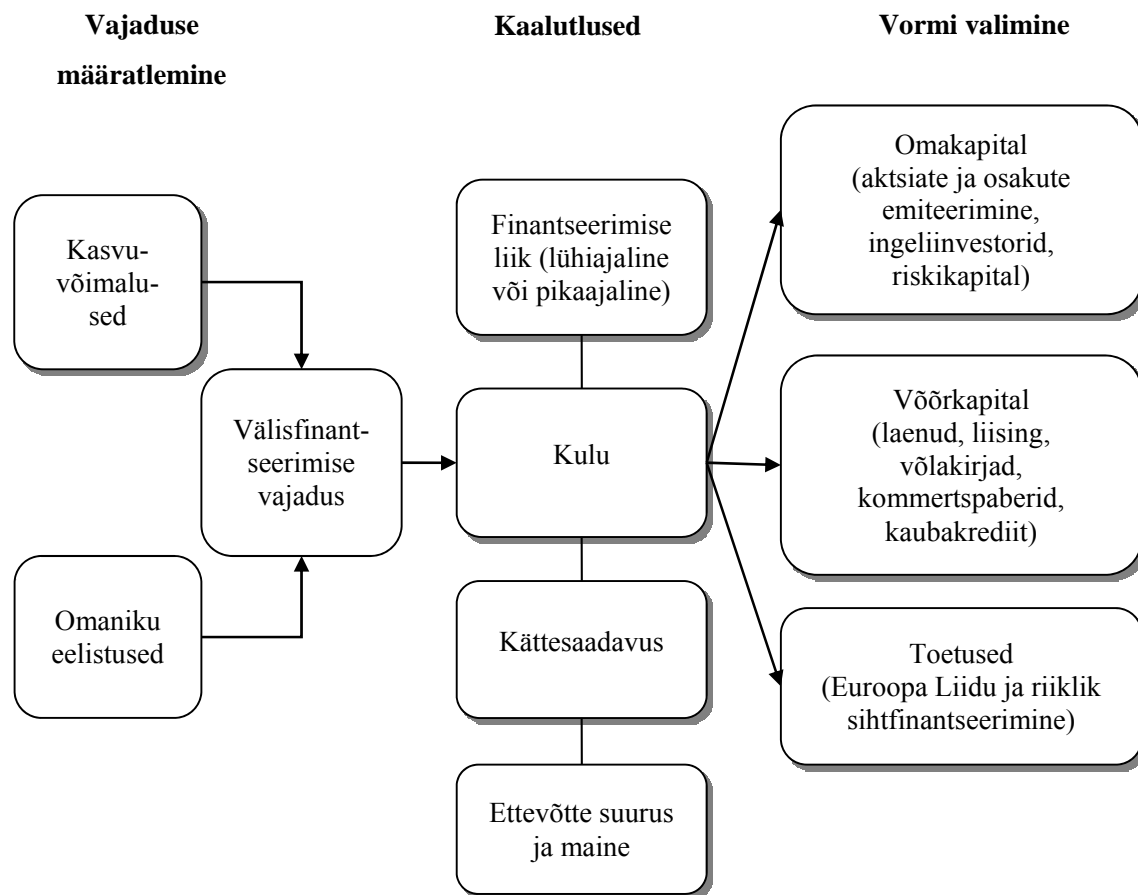 Vajaduse
määratlemine
Kaalutlused
Vormi valimine
Kasvu-
võimalu-
sed
Omaniku
eelistused
Välisfinant-
seerimise
vajadus
Finantseerimise
liik (lühiajaline
või pikaajaline)
Kulu
Kättesaadavus
Ettevõtte suurus
ja maine
Omakapital
(aktsiate ja osakute
emiteerimine,
ingeliinvestorid,
riskikapital)
Võõrkapital
(laenud, liising,
võlakirjad,
kommertspaberid,
kaubakrediit)
Toetused
(Euroopa Liidu ja riiklik
sihtfinantseerimine)